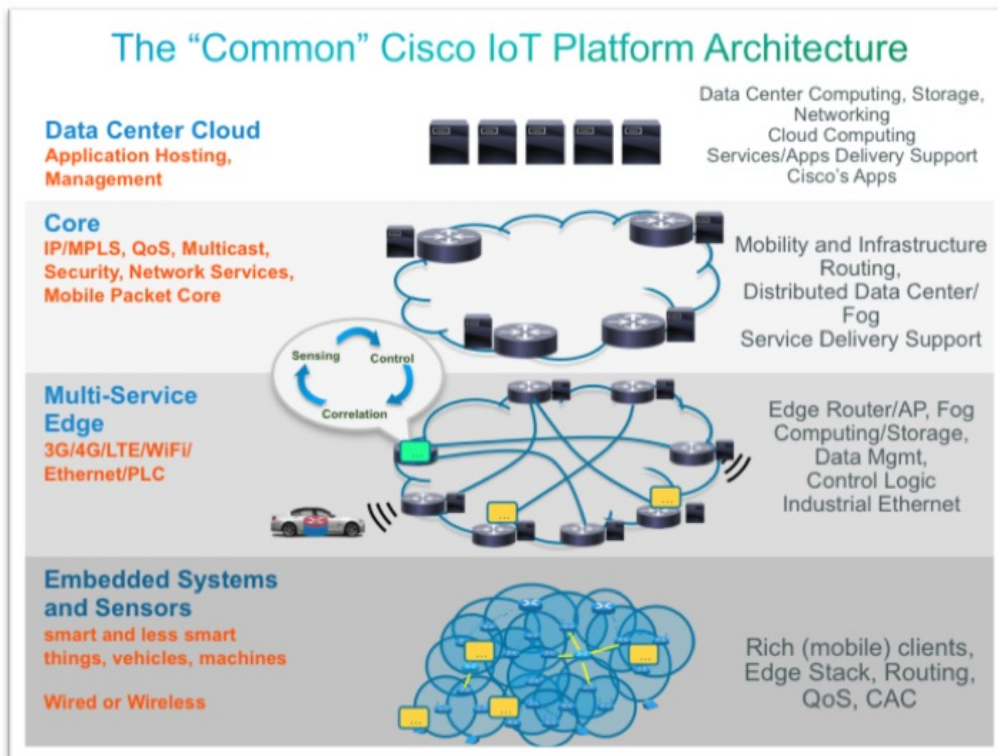 The “Common” Cisco IoT Platform Architecture
Data Center Cloud
Application Hosting,
Management
Data Center Computing, Storage,
Networking
Cloud Computing
Services/Apps Delivery Support
Cisco’s Apps
Core
IP/MPLS, QoS, Multicast,
Security, Network Services,
Mobile Packet Core
Mobility and Infrastructure
Routing,
Distributed Data Center/
Fog
Service Delivery Support
Sensing
Control
Correlation
Multi-Service
Edge
3G/4G/LTE/WiFi/
Ethernet/PLC
...
...
...
Edge Router/AP, Fog
Computing/Storage,
Data Mgmt,
Control Logic
Industrial Ethernet
Embedded Systems
and Sensors
smart and less smart
things, vehicles, machines
Wired or Wireless
...
...
...
...
Rich (mobile) clients,
Edge Stack, Routing,
QoS, CAC